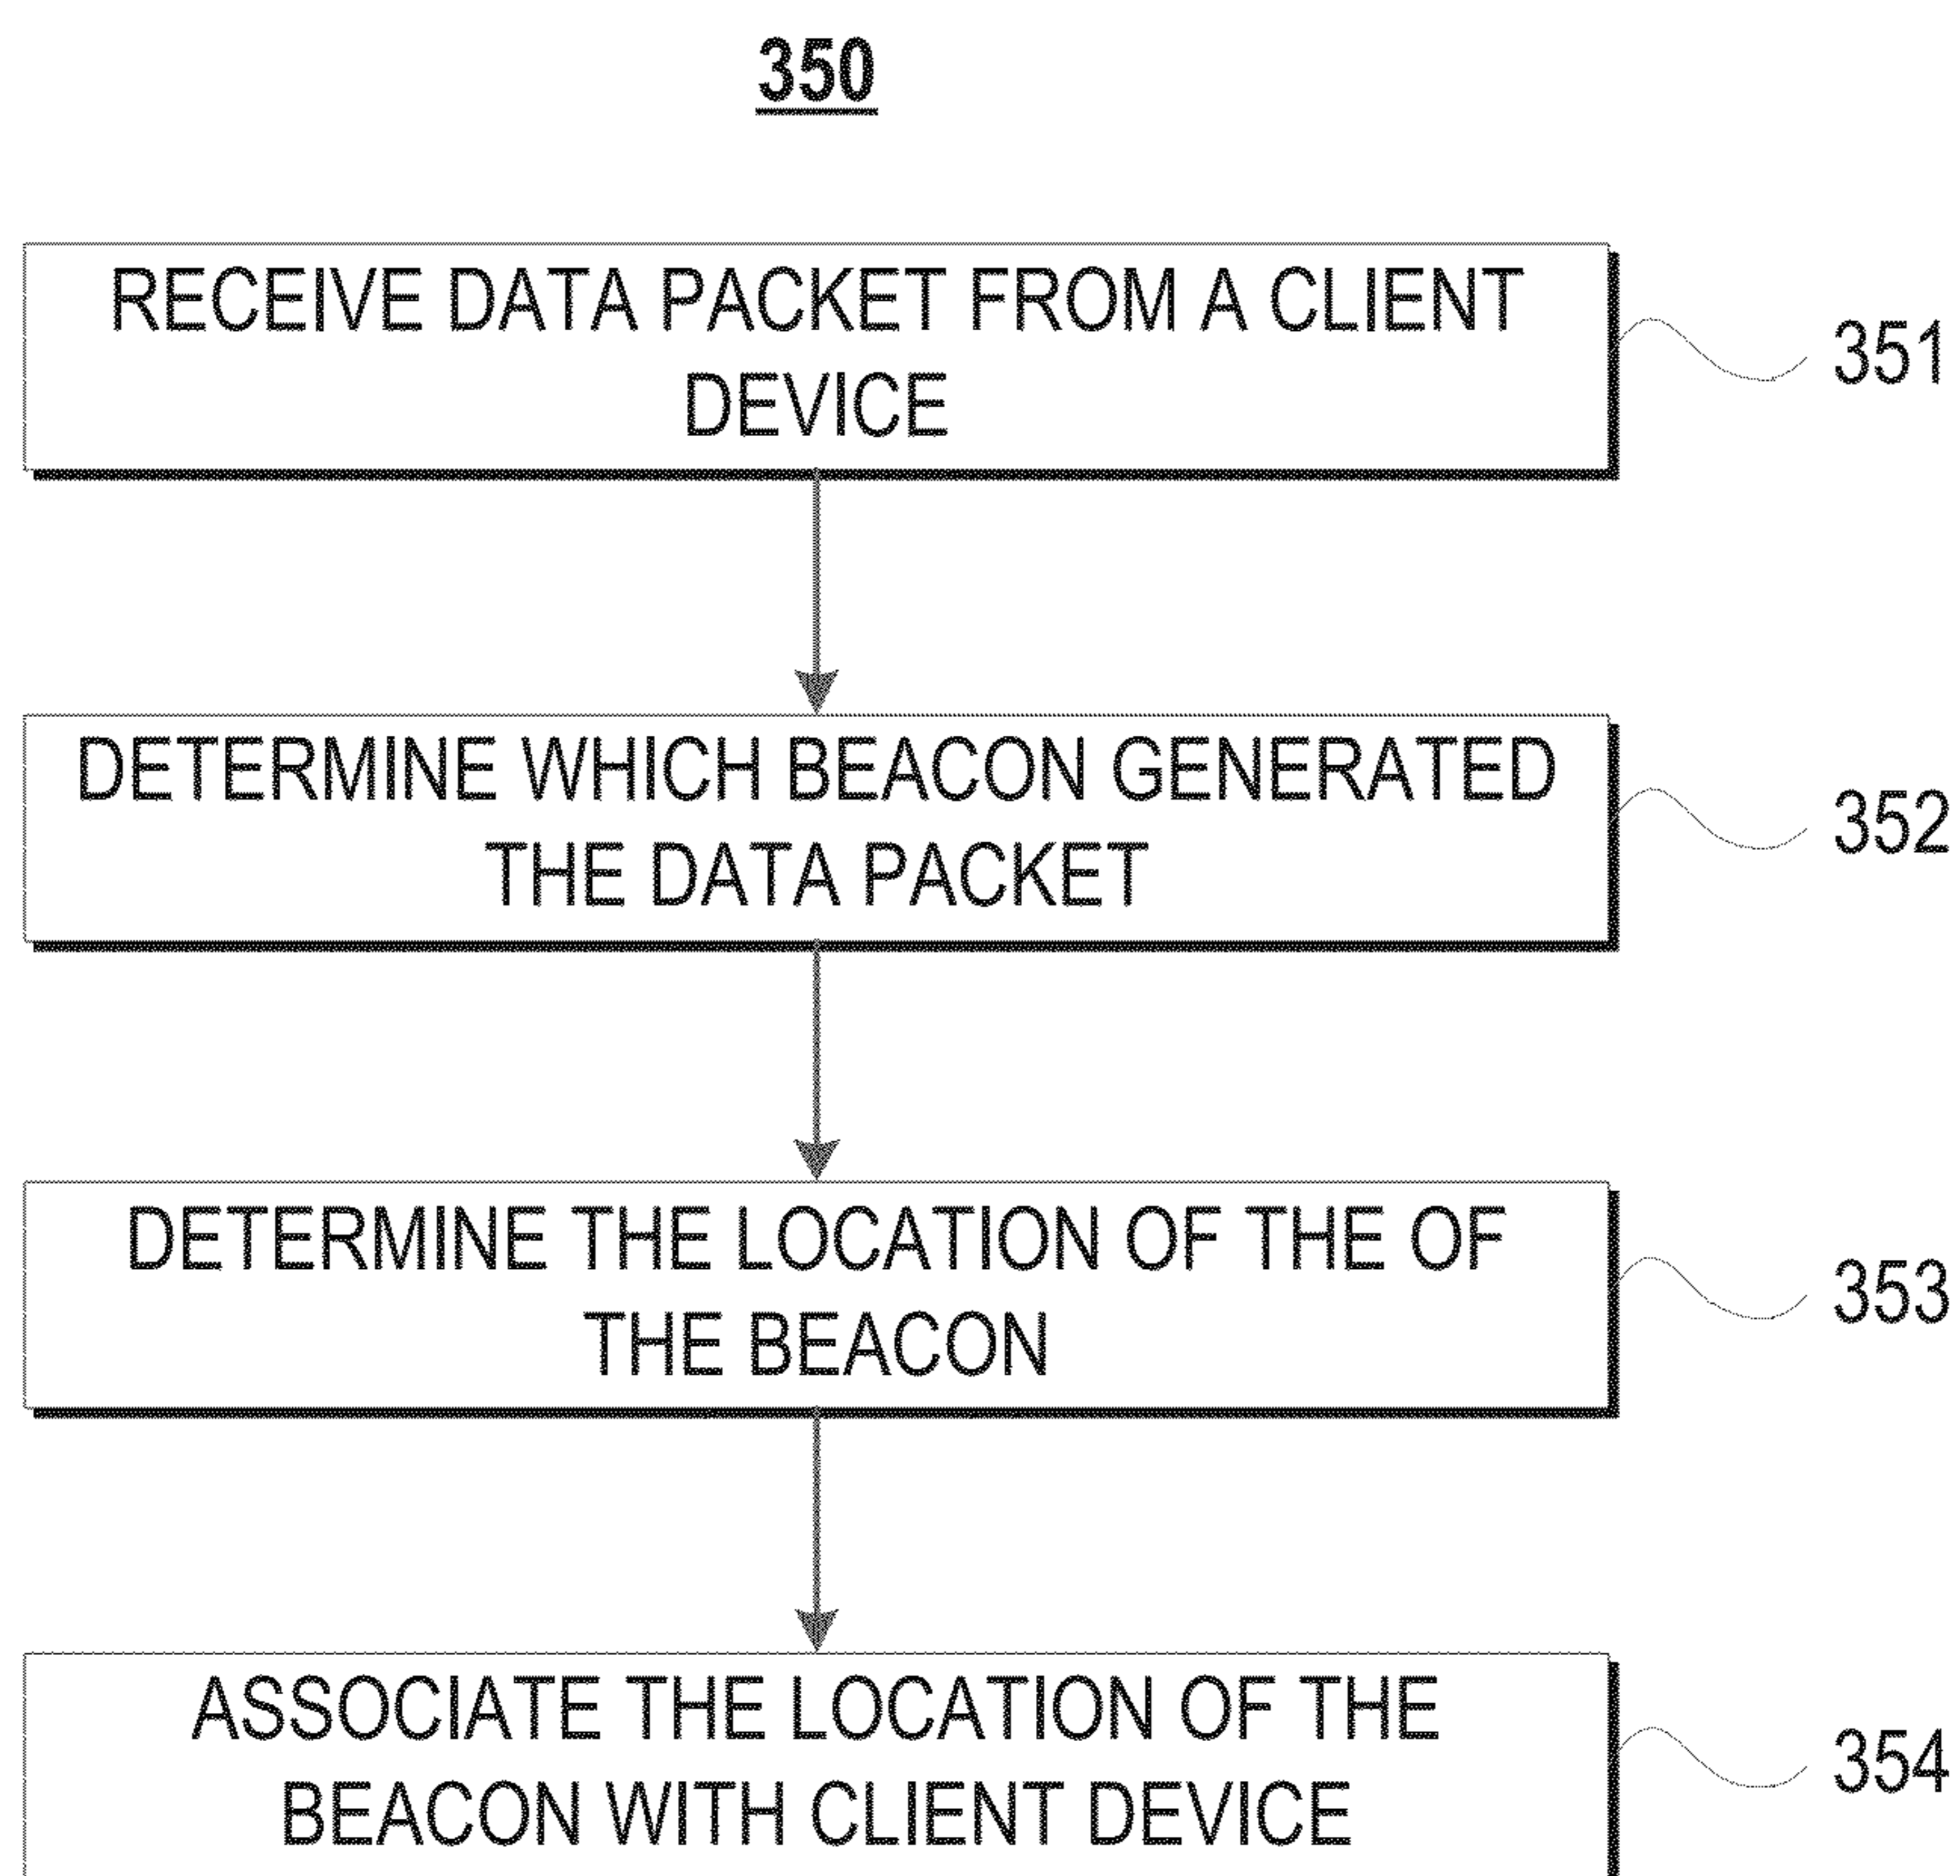 350
RECEIVE DATA PACKET FROM A CLIENT
DEVICE
351
DETERMINE WHICH BEACON GENERATED
THE DATA PACKET
352
DETERMINE THE LOCATION OF THE OF
THE BEACON
353
ASSOCIATE THE LOCATION OF THE
BEACON WITH CLIENT DEVICE
354